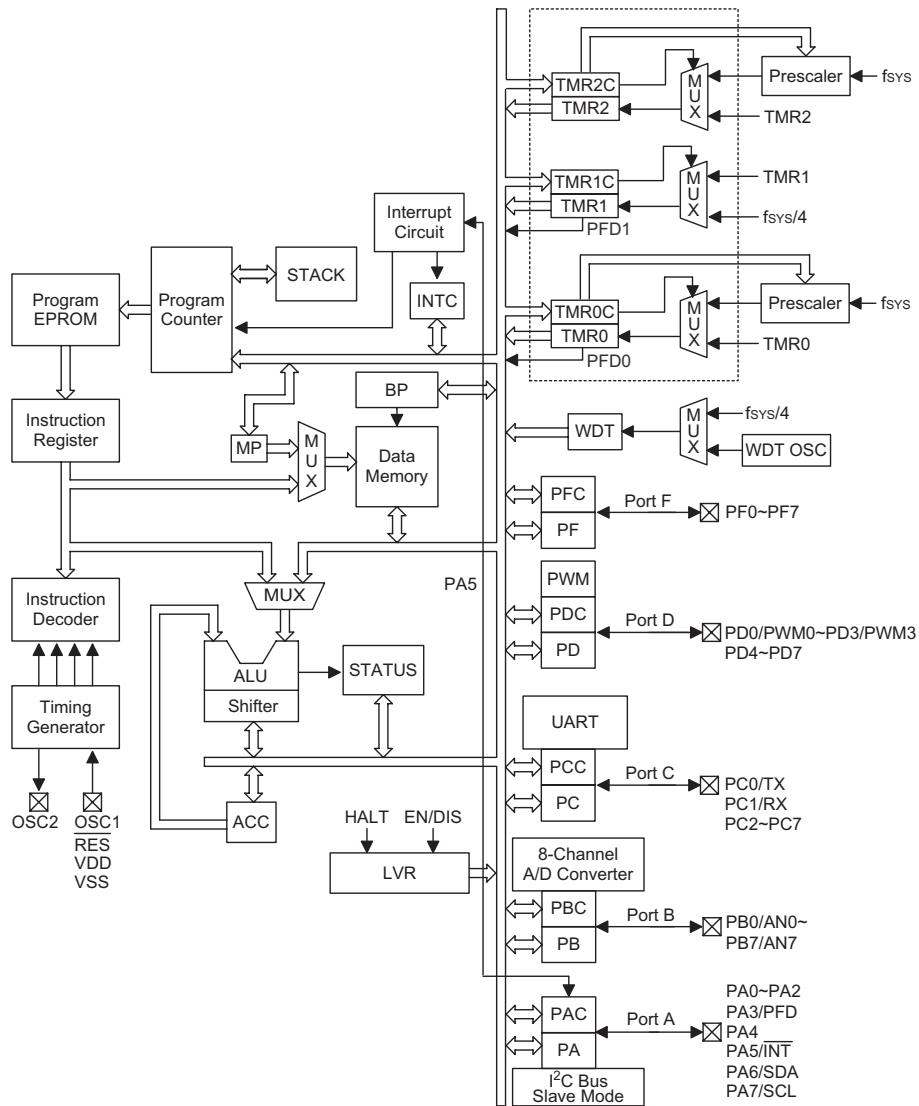 TMR2C
TMR2
MUX
Prescaler
fSYS
TMR2
TMR1C
TMR1
MUX
TMR1
fSYS/4
PFD1
Interrupt
Circuit
STACK
INTC
Program
EPROM
Program
Counter
TMR0C
TMR0
MUX
Prescaler
fSYS
TMR0
PFD0
BP
Instruction
Register
MP
MUX
Data
Memory
WDT
MUX
fSYS/4
WDT OSC
PFC
PF
Port F
PF0~PF7
PA5
MUX
Instruction
Decoder
PWM
PDC
PD
Port D
PD0/PWM0~PD3/PWM3
PD4~PD7
ALU
Shifter
STATUS
Timing
Generator
UART
PCC
PC
Port C
PC0/TX
PC1/RX
PC2~PC7
OSC2
OSC1
RES
VDD
VSS
ACC
HALT
EN/DIS
LVR
8-Channel
A/D Converter
PBC
PB
Port B
PB0/AN0~
PB7/AN7
PAC
PA
Port A
I²C Bus
Slave Mode
PA0~PA2
PA3/PFD
PA4
PA5/INT
PA6/SDA
PA7/SCL